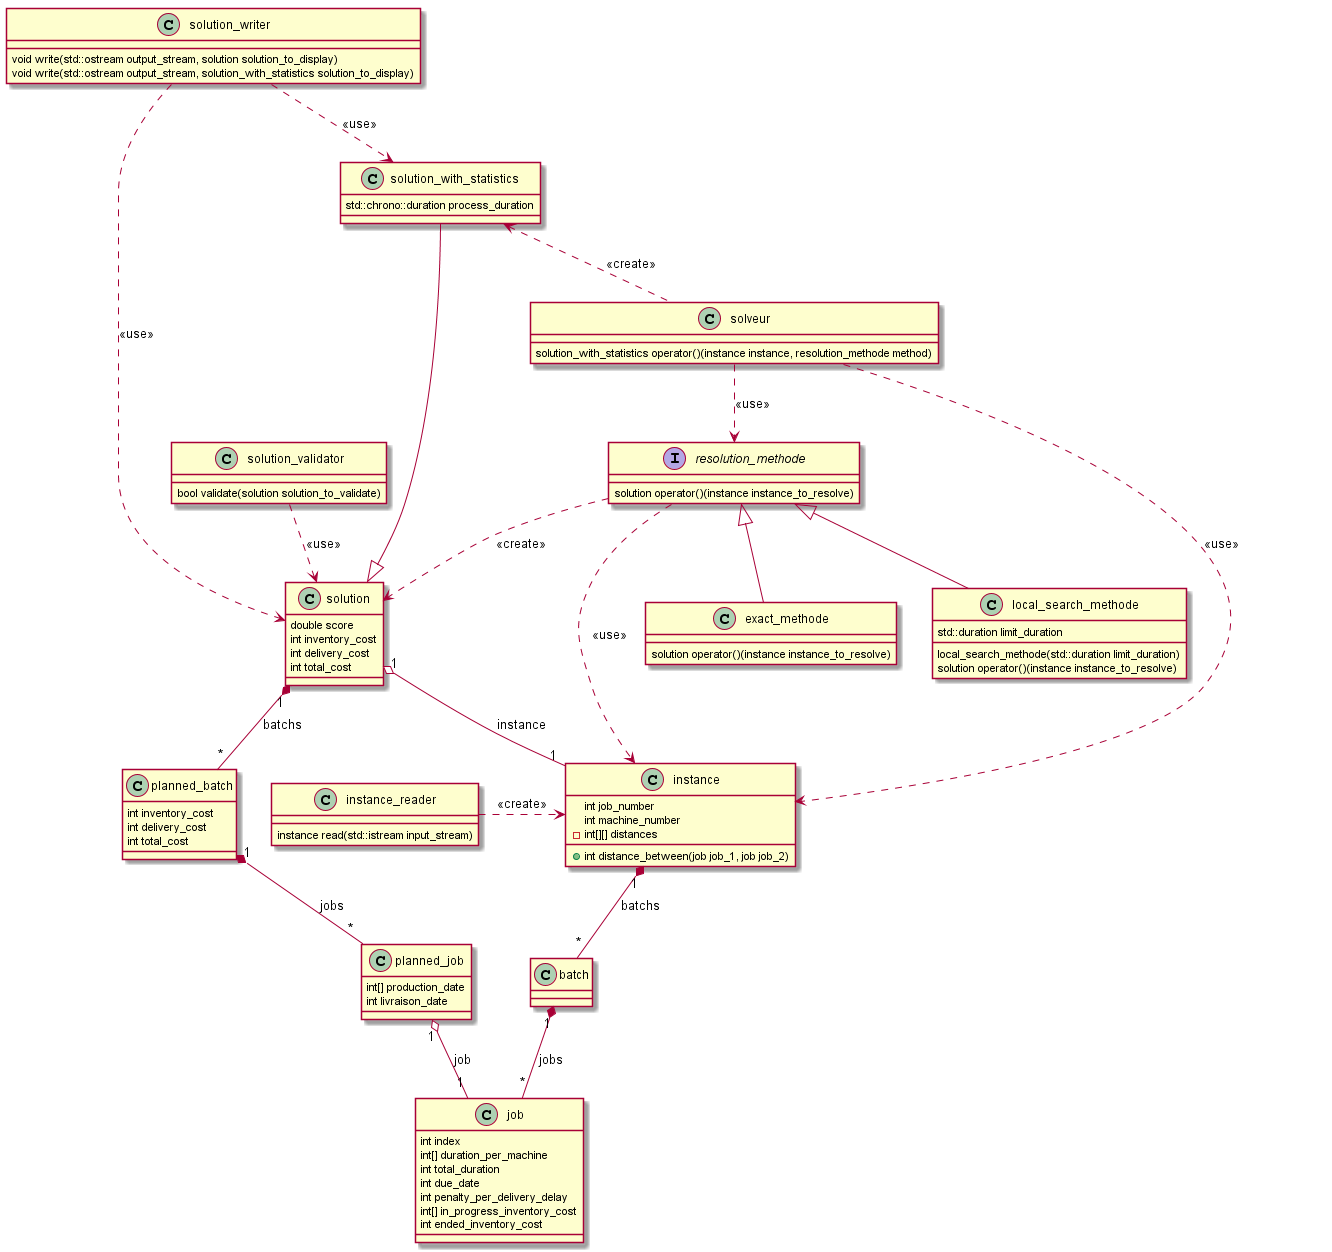 C solution_writer
void write(std::ostream output_stream, solution solution_to_display)
void write(std::ostream output_stream, solution_with_statistics solution_to_display)
«use»
C solution_with_statistics
std::chrono::duration process_duration
«create»
C solveur
solution_with_statistics operator()(instance instance, resolution_methode method)
«use»
«use»
C solution_validator
bool validate(solution solution_to_validate)
I resolution_methode
solution operator()(instance instance_to_resolve)
«use»
«create»
«use»
C solution
double score
int inventory_cost
int delivery_cost
int total_cost
C exact_methode
solution operator()(instance instance_to_resolve)
C local_search_methode
std::duration limit_duration
local_search_methode(std::duration limit_duration)
solution operator()(instance instance_to_resolve)
«use»
1
1
batchs
*
instance
1
C planned_batch
int inventory_cost
int delivery_cost
int total_cost
C instance_reader
instance read(std::istream input_stream)
«create»
C instance
int job_number
int machine_number
int[][] distances
int distance_between(job job_1, job job_2)
1
jobs
*
1
batchs
*
C planned_job
int[] production_date
int livraison_date
C batch
1
job
1
1
jobs
*
C job
int index
int[] duration_per_machine
int total_duration
int due_date
int penalty_per_delivery_delay
int[] in_progress_inventory_cost
int ended_inventory_cost